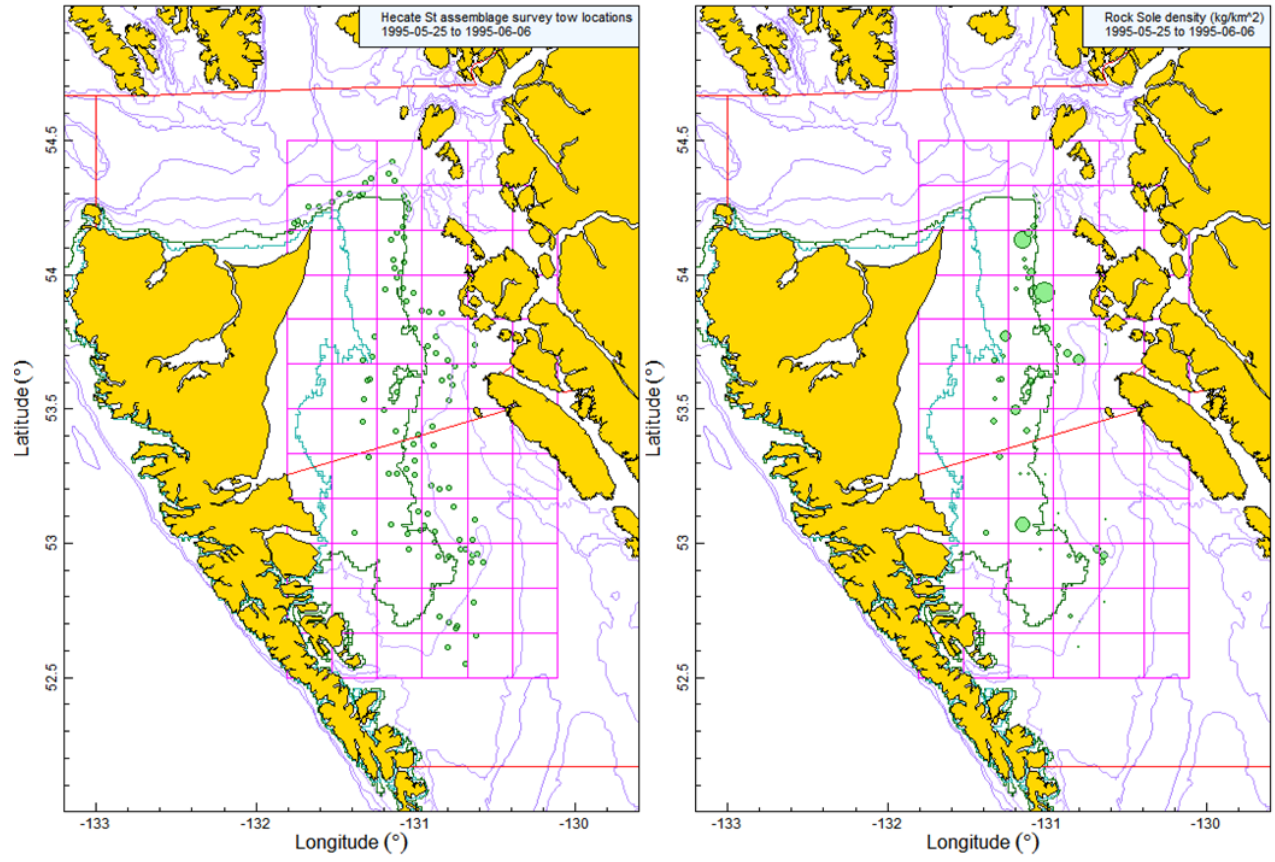 Hecate St assemblage survey tow locations
1995-05-25 to 1995-06-06
Rock Sole density (kg/km^2)
1995-05-25 to 1995-06-06
54.5
54
53.5
53
52.5
Latitude (°)
-133
-132
-131
-130
Longitude (°)
54.5
54
53.5
53
52.5
Latitude (°)
-133
-132
-131
-130
Longitude (°)